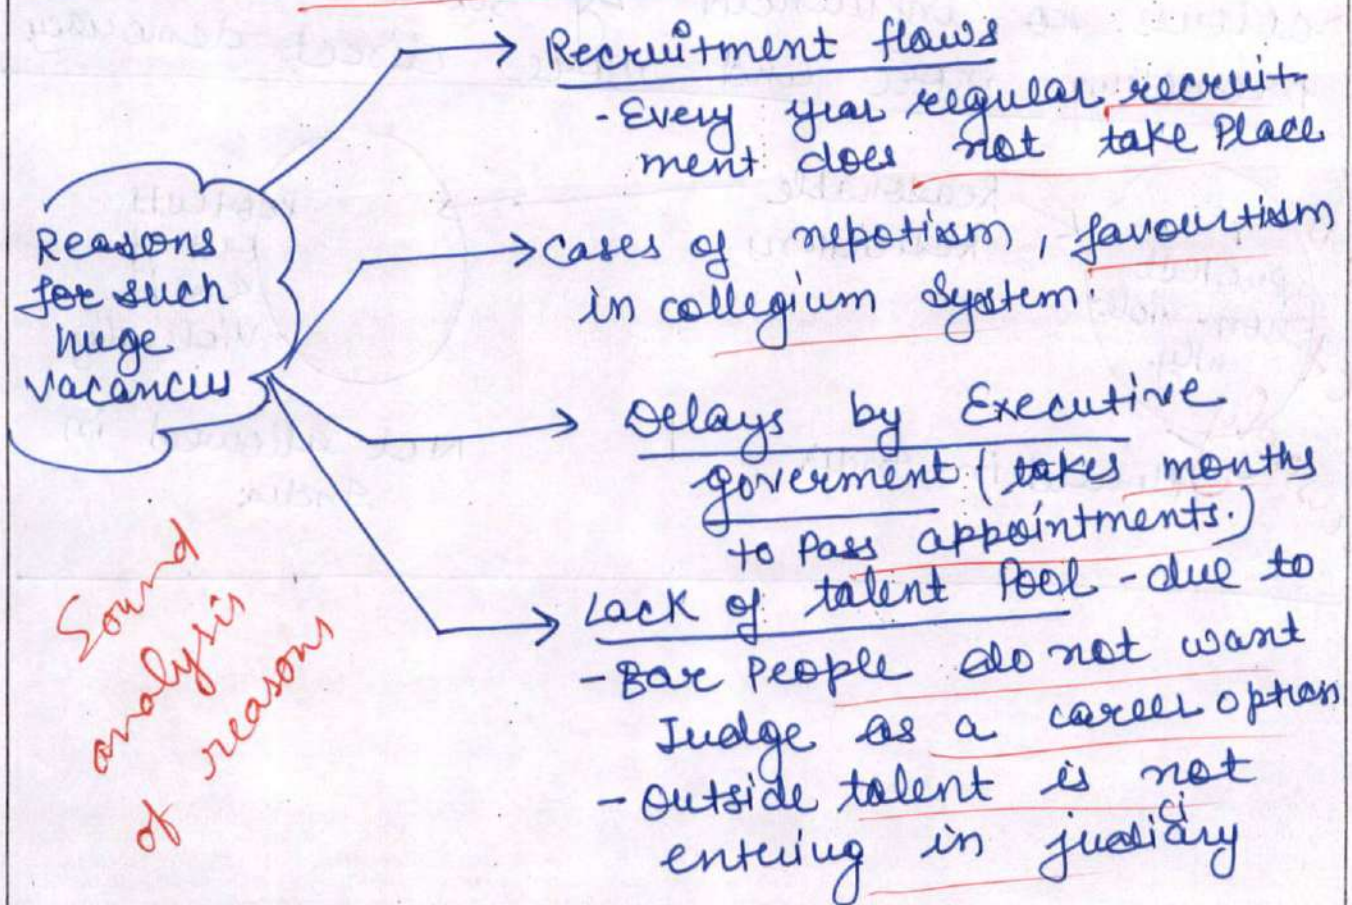 Recruitment flaws
- Every year regular recruit-
ment does not take Place
Reasons
for such
huge
vacancies
Cases of nepotism, favourtism
in collegium system.
Delays by Executive
goverment (takes months
to Pass appointments.)
Lack of talent Pool - due to
- Bar People do not want
Judge as a career option
- Outside talent is not
entering in judiciary
Sound
analysis
of reasons